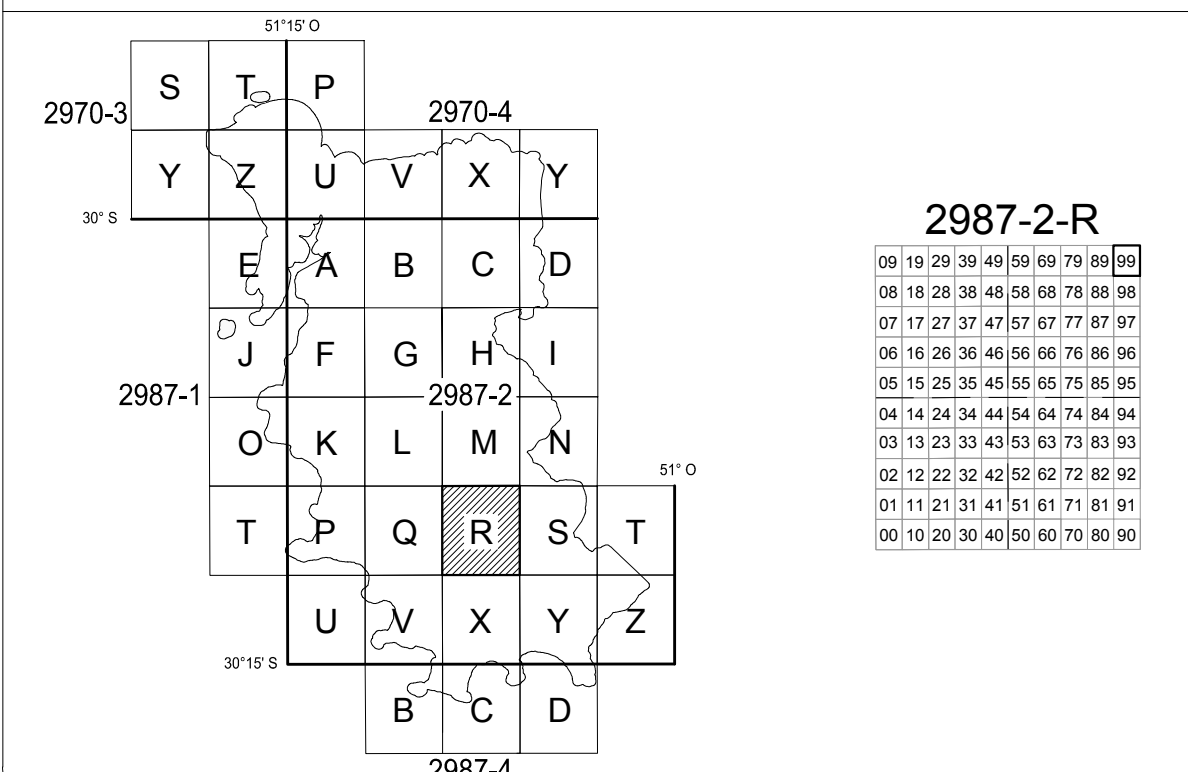 51°15' O
S T P
2970-3
2970-4
Y Z U V X Y
30° S
E A B C D
J F G H I
2987-1
2987-2
O K L M N
51° O
T P Q R S T
U V X Y Z
30°15' S
B C D
2987-4
2987-2-R
09 19 29 39 49 59 69 79 89 99
08 18 28 38 48 58 68 78 88 98
07 17 27 37 47 57 67 77 87 97
06 16 26 36 46 56 66 76 86 96
05 15 25 35 45 55 65 75 85 95
04 14 24 34 44 54 64 74 84 94
03 13 23 33 43 53 63 73 83 93
02 12 22 32 42 52 62 72 82 92
01 11 21 31 41 51 61 71 81 91
00 10 20 30 40 50 60 70 80 90